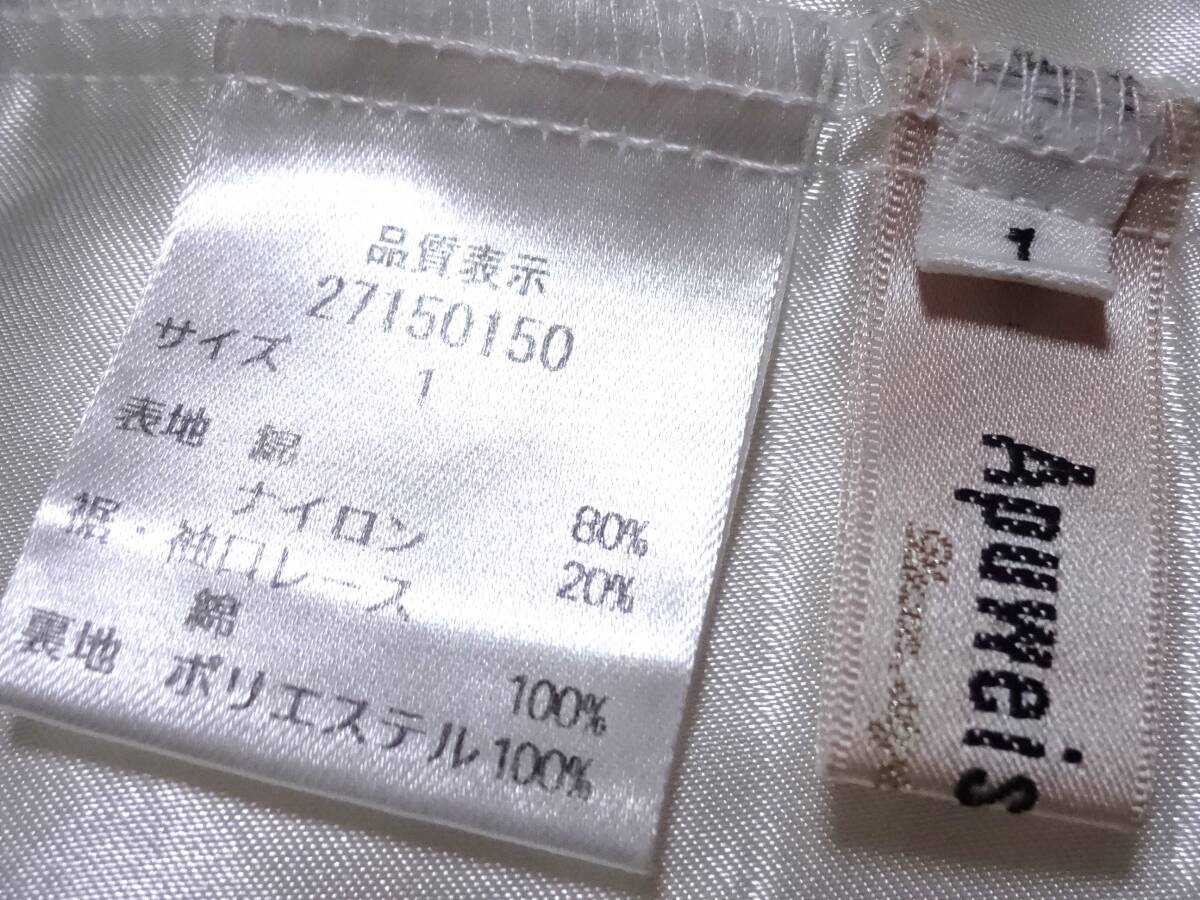 品質表示
27150150
サイズ 1
表地 綿 80%
ナイロン 20%
裾・袖口レース
綿 100%
裏地 ポリエステル 100%
1
Apuweis